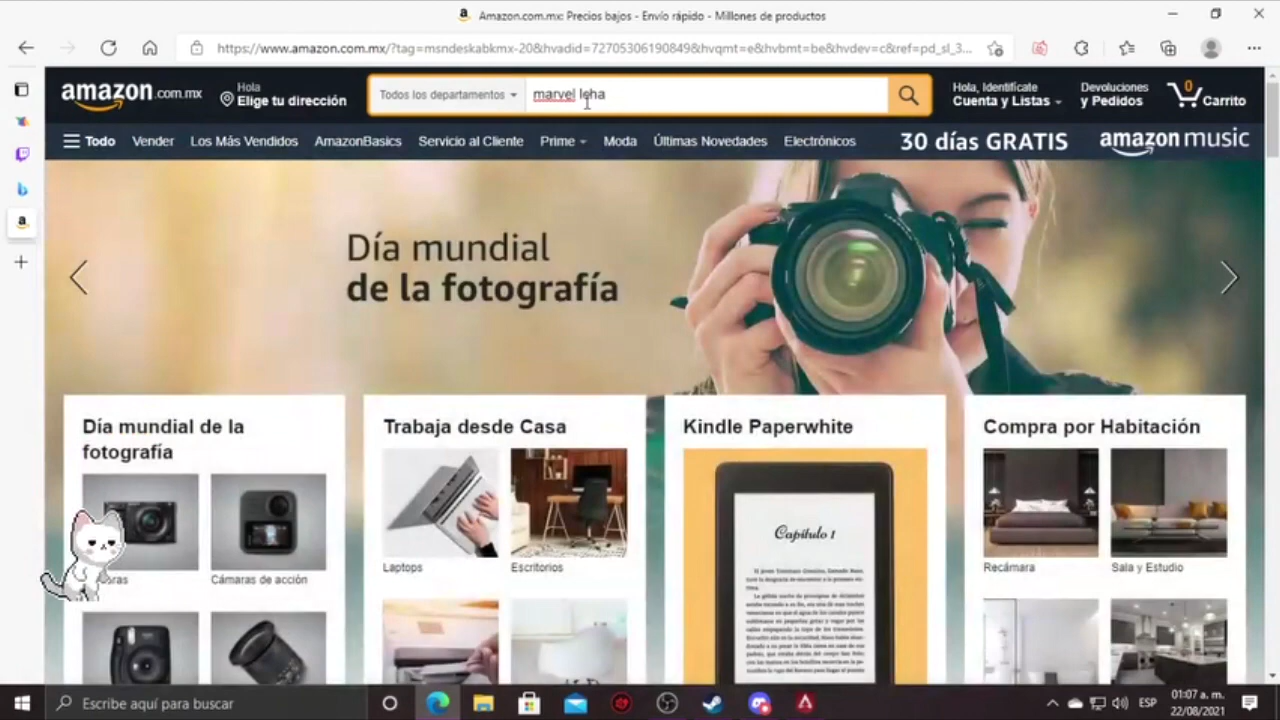 Amazon.com.mx: Precios bajos - Envío rápido - Millones de productos
https://www.amazon.com.mx/?tag=msndeskabkmx-20&hvadid=72705306190849&hvqmt=e&hvbmt=be&hvdev=c&ref=pd_sl_3...
amazon.com.mx
Hola
Elige tu dirección
Todos los departamentos
marvel
Hola, Identifícate
Cuenta y Listas
Devoluciones
y Pedidos
0
Carrito
Todo
Vender
Los Más Vendidos
AmazonBasics
Servicio al Cliente
Prime
Moda
Últimas Novedades
Electrónicos
30 días GRATIS
amazon music
Día mundial
de la fotografía
Día mundial de la
fotografía
Cámaras de acción
Trabaja desde Casa
Laptops
Escritorios
Kindle Paperwhite
Capítulo 1
Compra por Habitación
Recámara
Sala y Estudio
Escribe aquí para buscar
ESP
01:07 a. m.
22/08/2021